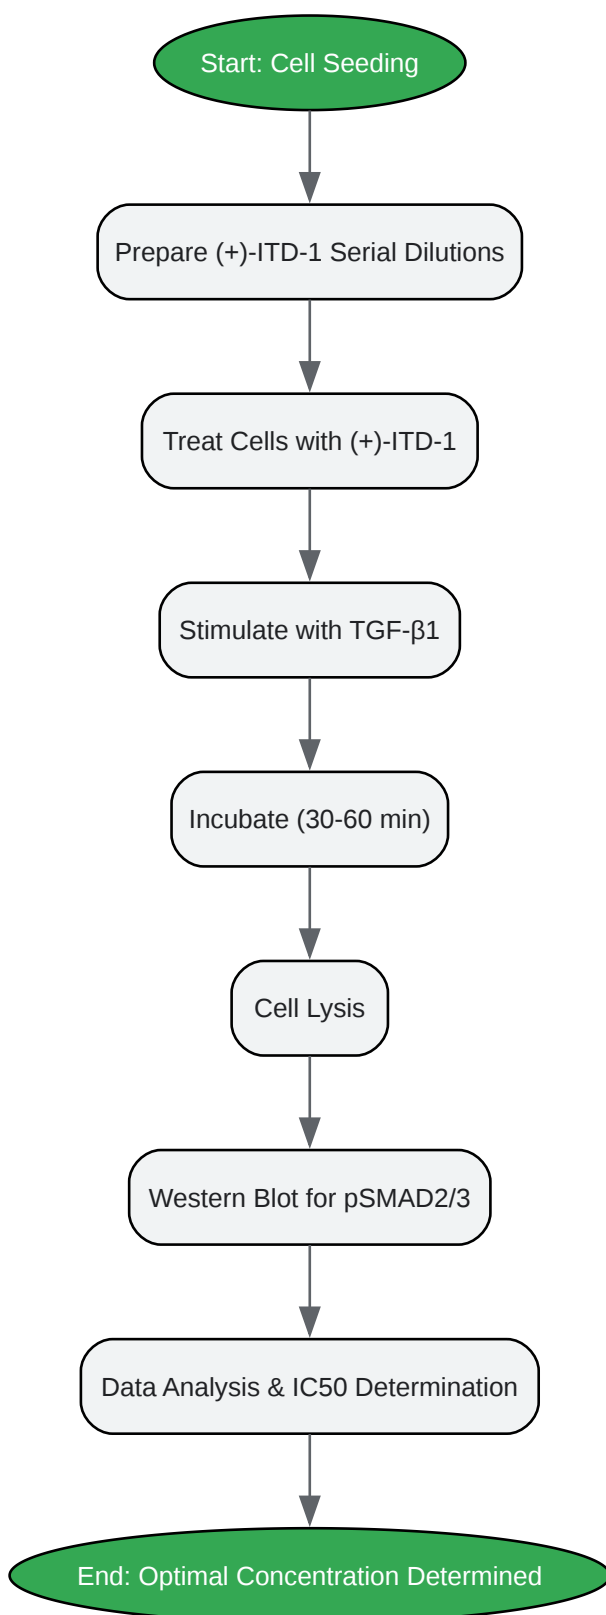 Start: Cell Seeding
Prepare (+)-ITD-1 Serial Dilutions
Treat Cells with (+)-ITD-1
Stimulate with TGF-β1
Incubate (30-60 min)
Cell Lysis
Western Blot for pSMAD2/3
Data Analysis & IC50 Determination
End: Optimal Concentration Determined